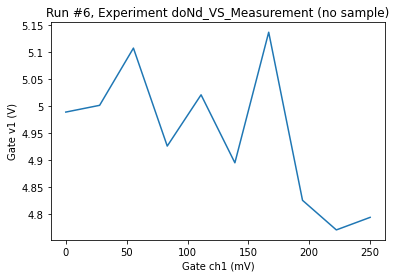 Run #6, Experiment doNd_VS_Measurement (no sample)
5.15
5.1
5.05
5
4.95
4.9
4.85
4.8
Gate v1 (V)
0 50 100 150 200 250
Gate ch1 (mV)